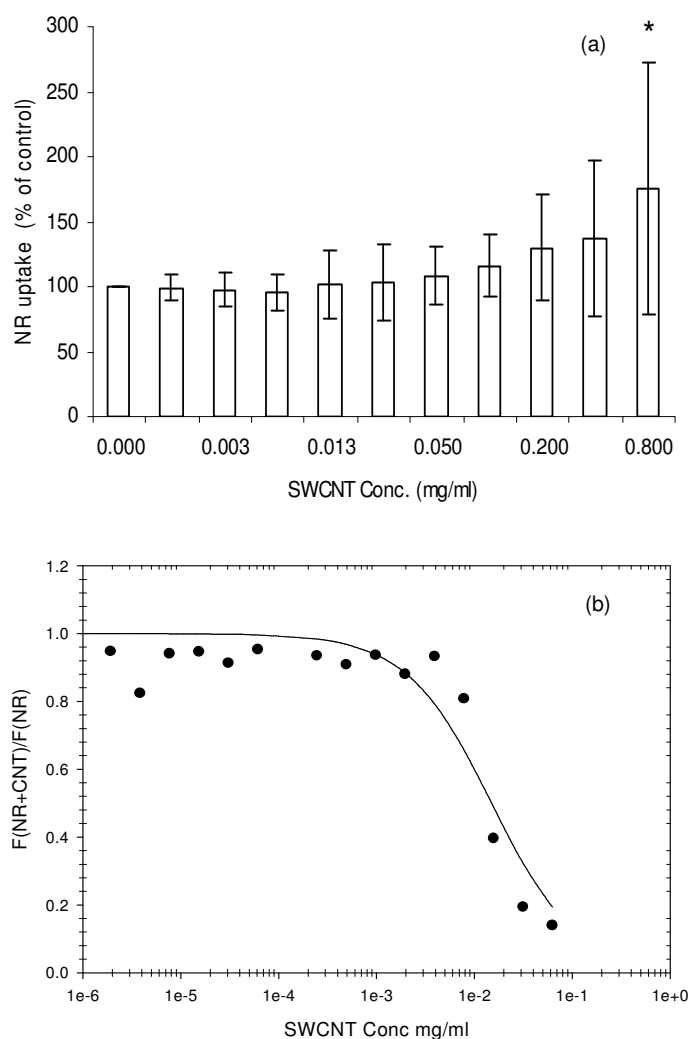 300
(a)
*
250
200
150
100
50
0
NR uptake (% of control)
0.000 0.003 0.013 0.050 0.200 0.800
SWCNT Conc. (mg/ml)
1.2
(b)
1.0
0.8
0.6
0.4
0.2
0.0
F(NR+CNT)/F(NR)
1e-6 1e-5 1e-4 1e-3 1e-2 1e-1 1e+0
SWCNT Conc mg/ml